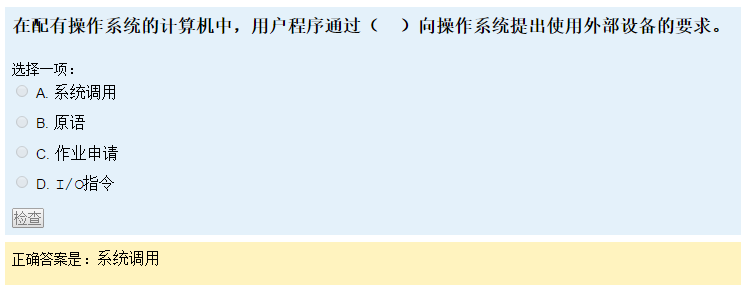 在配有操作系统的计算机中，用户程序通过（　）向操作系统提出使用外部设备的要求。
选择一项：
A. 系统调用
B. 原语
C. 作业申请
D. I/O指令
检查
正确答案是：系统调用